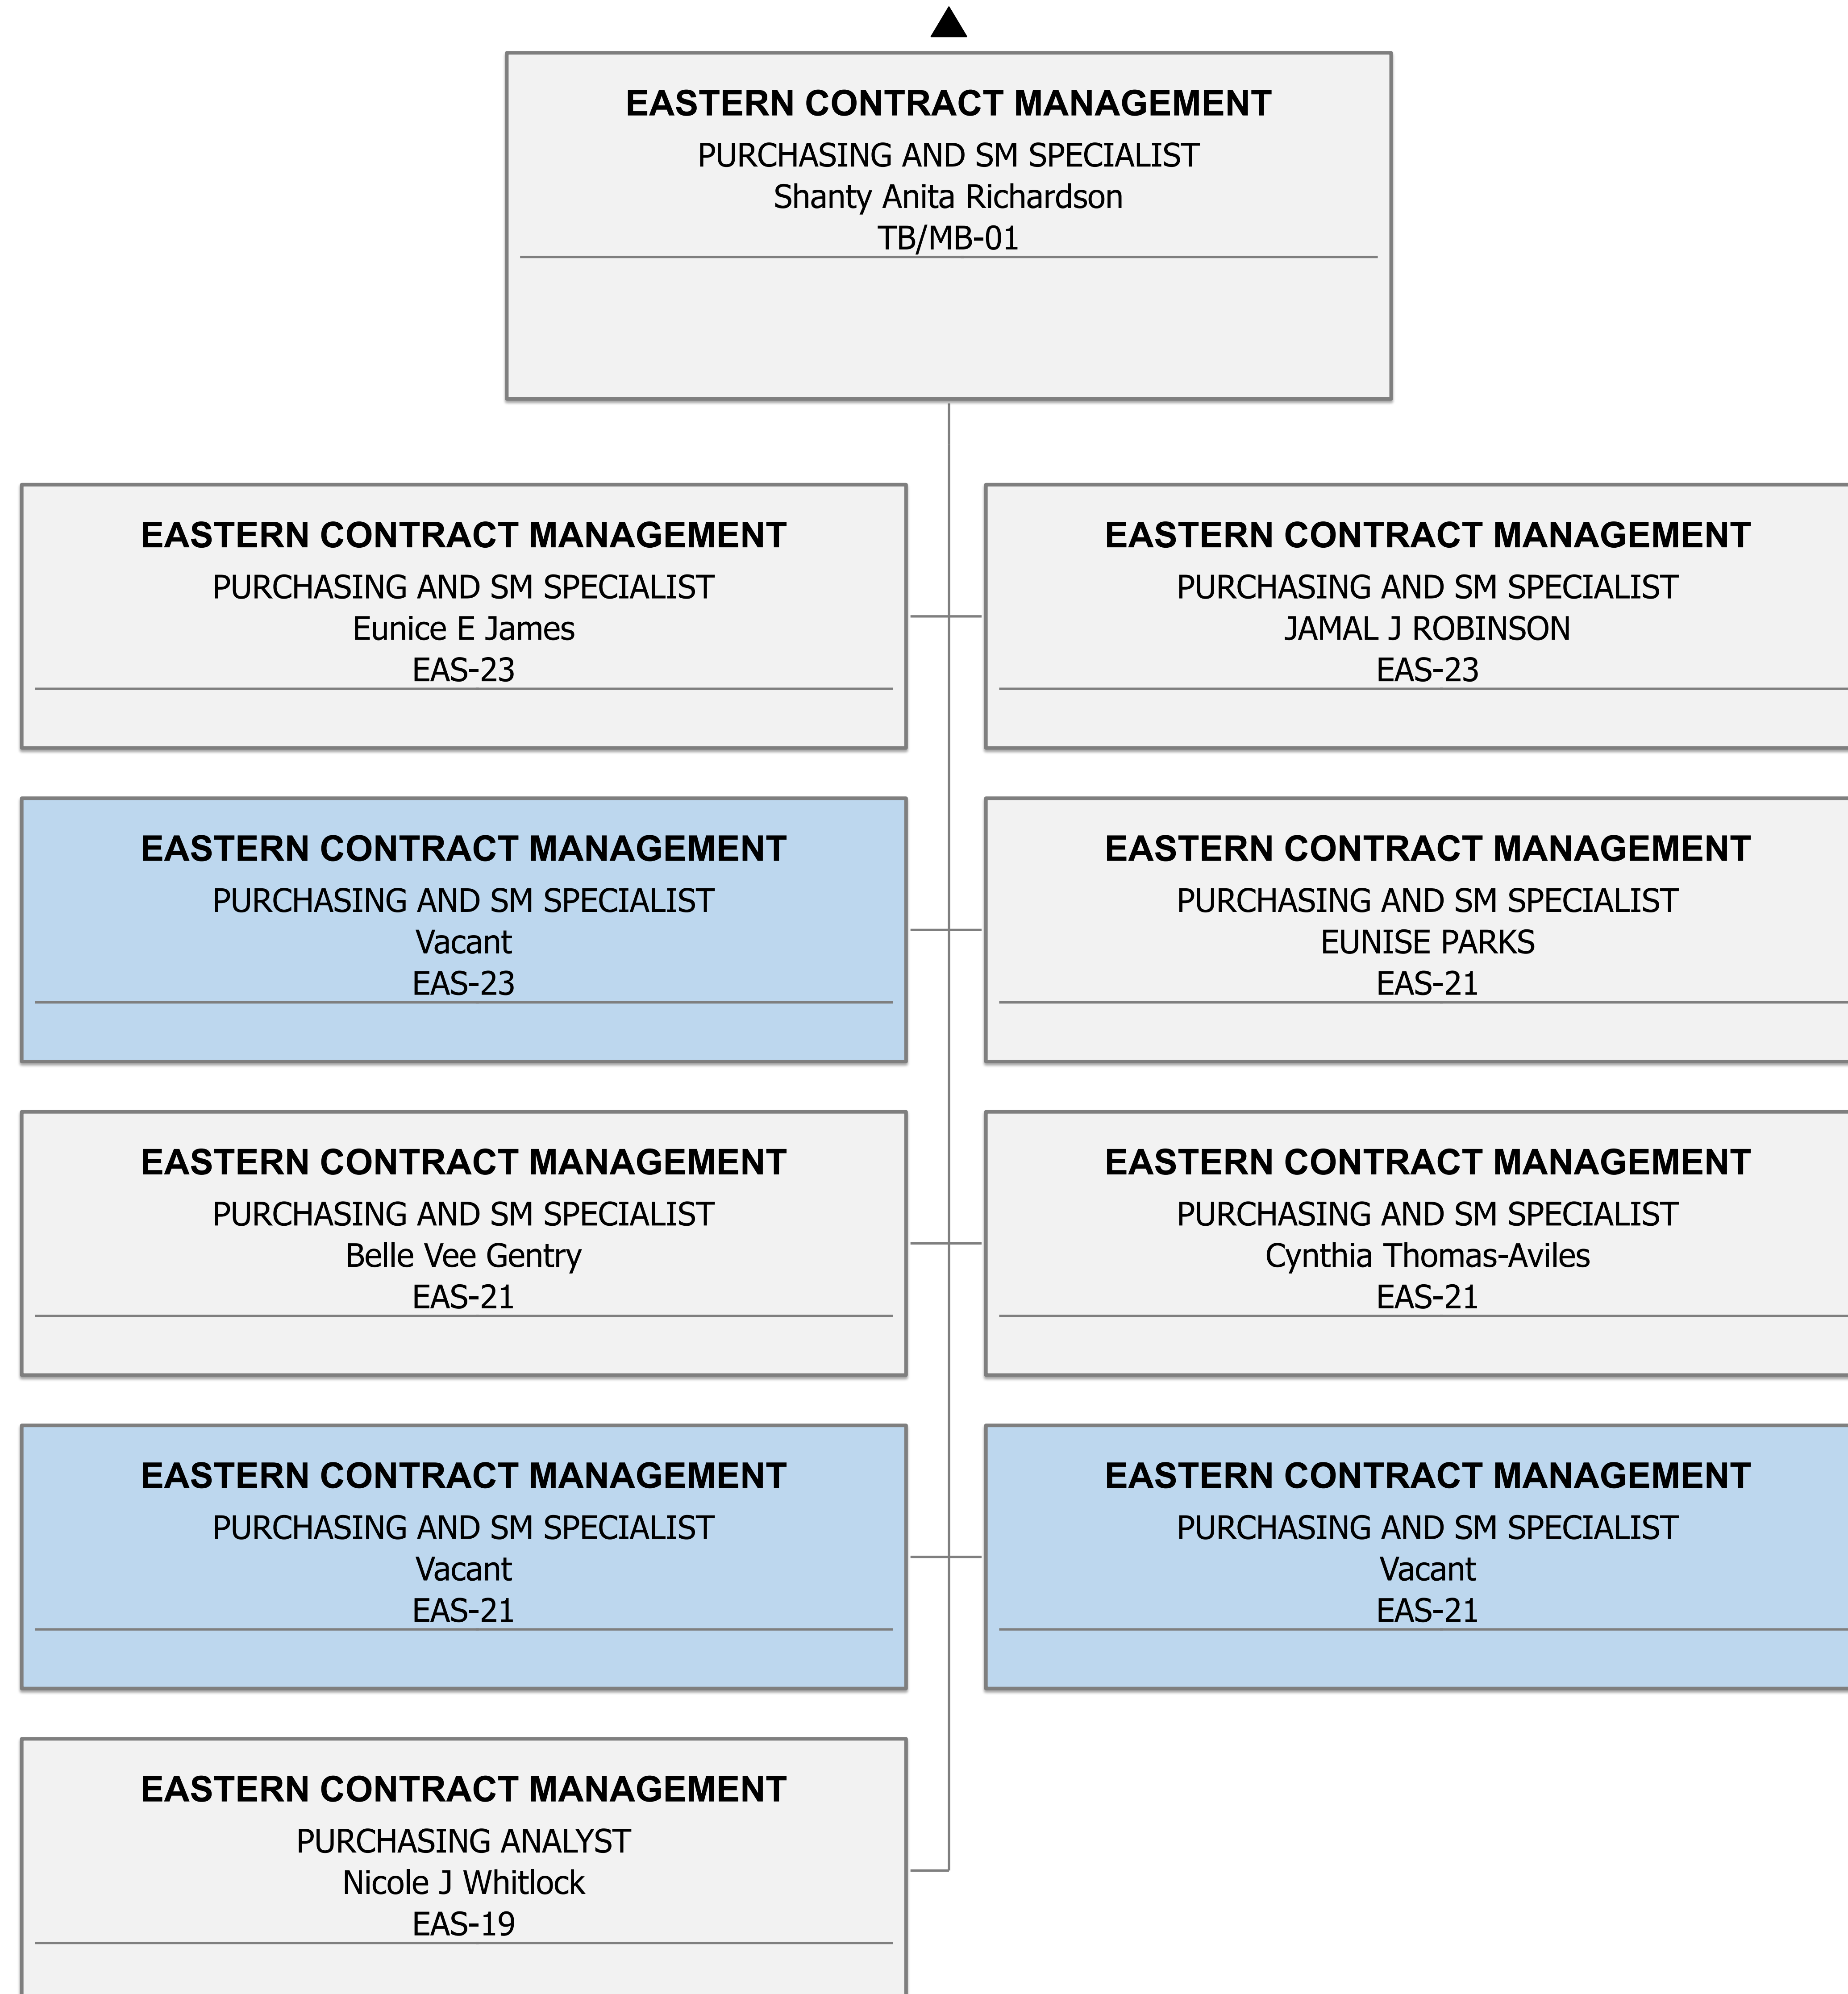 EASTERN CONTRACT MANAGEMENT
PURCHASING AND SM SPECIALIST
Shanty Anita Richardson
TB/MB-01
EASTERN CONTRACT MANAGEMENT
PURCHASING AND SM SPECIALIST
Eunice E James
EAS-23
EASTERN CONTRACT MANAGEMENT
PURCHASING AND SM SPECIALIST
JAMAL J ROBINSON
EAS-23
EASTERN CONTRACT MANAGEMENT
PURCHASING AND SM SPECIALIST
Vacant
EAS-23
EASTERN CONTRACT MANAGEMENT
PURCHASING AND SM SPECIALIST
EUNISE PARKS
EAS-21
EASTERN CONTRACT MANAGEMENT
PURCHASING AND SM SPECIALIST
Belle Vee Gentry
EAS-21
EASTERN CONTRACT MANAGEMENT
PURCHASING AND SM SPECIALIST
Cynthia Thomas-Aviles
EAS-21
EASTERN CONTRACT MANAGEMENT
PURCHASING AND SM SPECIALIST
Vacant
EAS-21
EASTERN CONTRACT MANAGEMENT
PURCHASING AND SM SPECIALIST
Vacant
EAS-21
EASTERN CONTRACT MANAGEMENT
PURCHASING ANALYST
Nicole J Whitlock
EAS-19